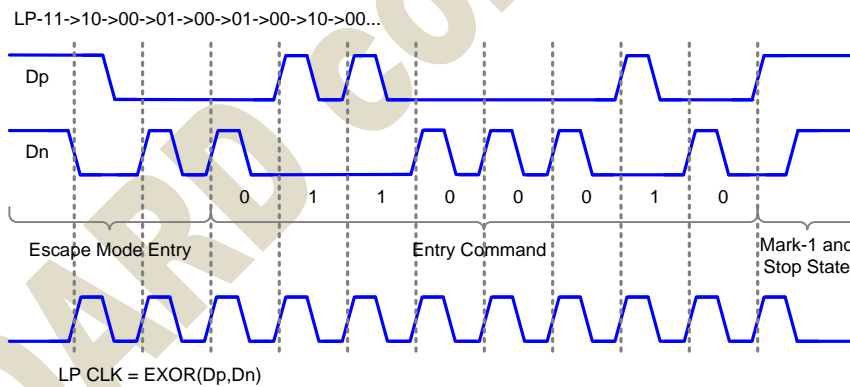 LP-11->10->00->01->00->01->00->10->00...
Dp
Dn
0 1 1 0 0 0 1 0
Escape Mode Entry
Entry Command
Mark-1 and
Stop State
LP CLK = EXOR(Dp,Dn)